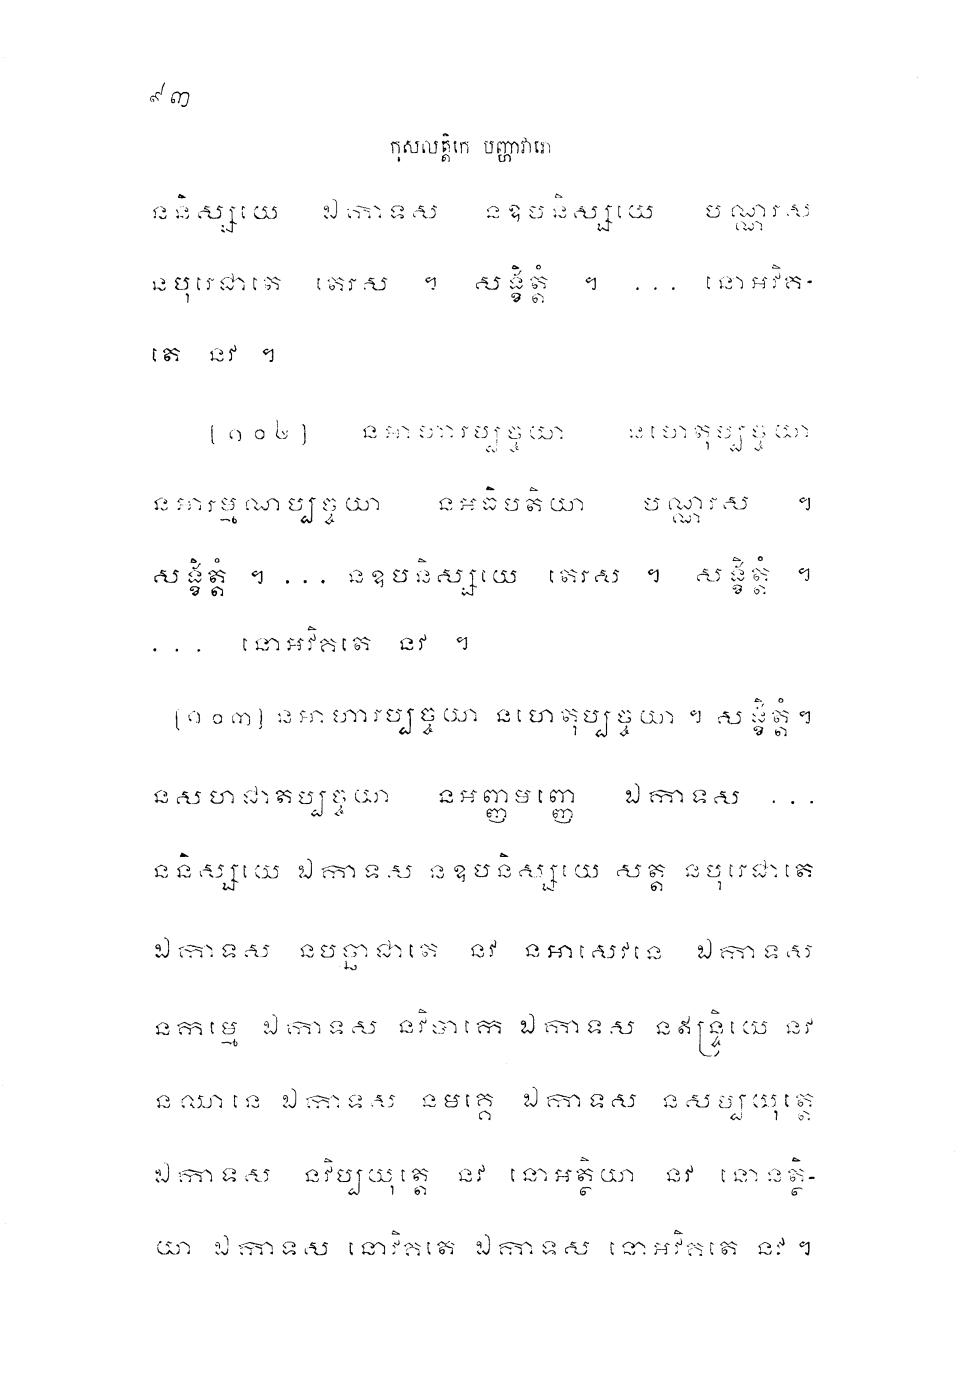 ៩៣
កុសលត្តិកេ បញ្ហាវារោ
ននិស្សយេ ឯកាទស នឧបនិស្សយេ បណ្ណរស
នបុរេជាតេ តេរស ។ សង្ខិត្តំ ។ ... នោអវិគ-
តេ នវ ។
[១០២] នអាហារប្បច្ចយា នហេតុប្បច្ចយា
នអារម្មណប្បច្ចយា នអធិបតិយា បណ្ណរស ។
សង្ខិត្តំ ។ ... នឧបនិស្សយេ តេរស ។ សង្ខិត្តំ ។
... នោអវិគតេ នវ ។
[១០៣] នអាហារប្បច្ចយា នហេតុប្បច្ចយា ។ សង្ខិត្តំ ។
នសហជាតប្បច្ចយា នអញ្ញមញ្ញេ ឯកាទស ...
ននិស្សយេ ឯកាទស នឧបនិស្សយេ សត្ត នបុរេជាតេ
ឯកាទស នបច្ឆាជាតេ នវ នអាសេវនេ ឯកាទស
នកម្មេ ឯកាទស នវិបាកេ ឯកាទស នឥន្ទ្រិយេ នវ
នឈានេ ឯកាទស នមគ្គេ ឯកាទស នសប្បយុត្តេ
ឯកាទស នវិប្បយុត្តេ នវ នោអត្ថិយា នវ នោនត្ថិ-
យា ឯកាទស នោវិគតេ ឯកាទស នោអវិគតេ នវ ។